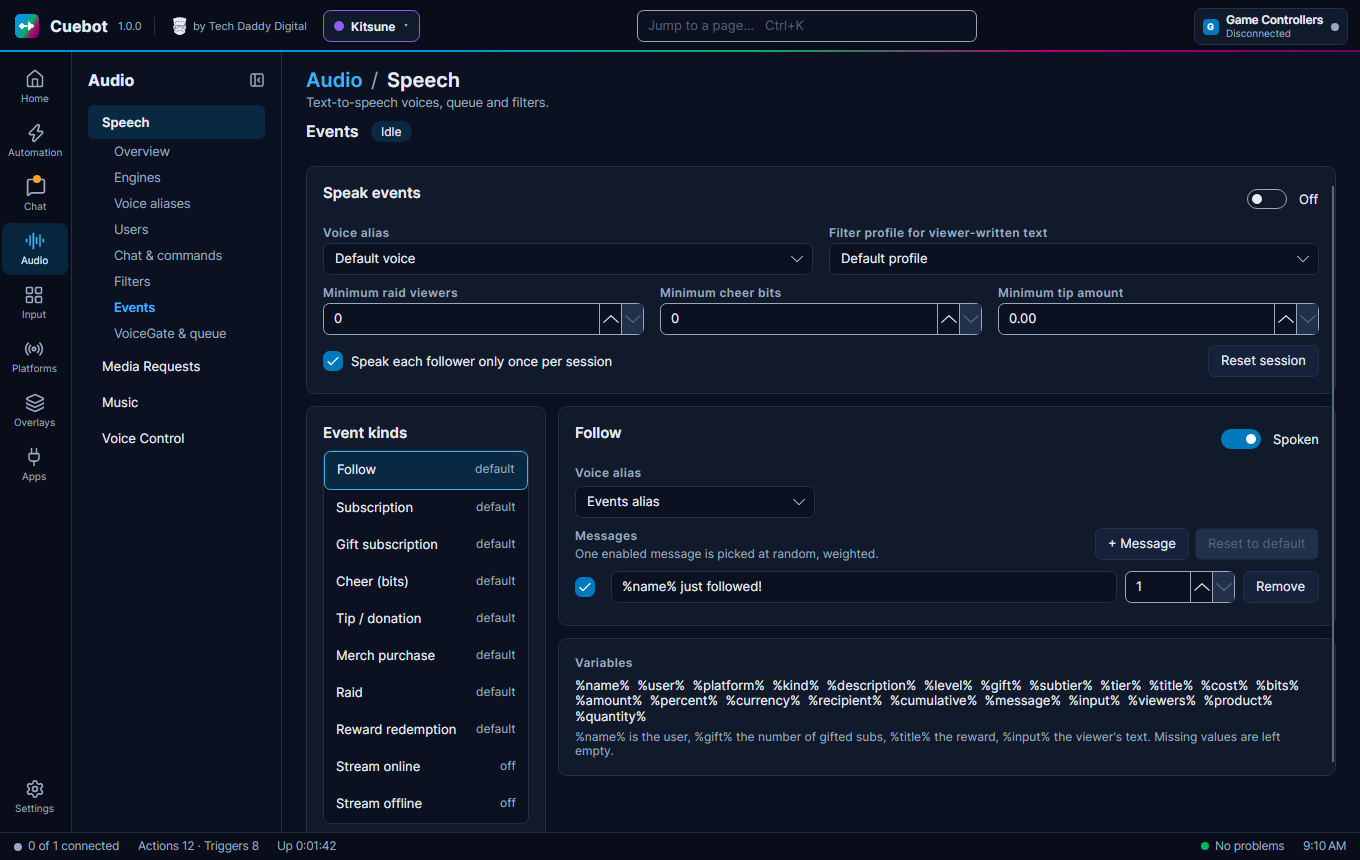 Cuebot 1.0.0 by Tech Daddy Digital Kitsune Jump to a page... Ctrl+K G Game Controllers
Disconnected
Home
Automation
Chat
Audio
Input
Platforms
Overlays
Apps
Settings
Audio
Speech
Overview
Engines
Voice aliases
Users
Chat & commands
Filters
Events
VoiceGate & queue
Media Requests
Music
Voice Control
Audio / Speech
Text-to-speech voices, queue and filters.
Events Idle
Speak events Off
Voice alias Filter profile for viewer-written text
Default voice Default profile
Minimum raid viewers Minimum cheer bits Minimum tip amount
0 0 0.00
Speak each follower only once per session Reset session
Event kinds
Follow default
Subscription default
Gift subscription default
Cheer (bits) default
Tip / donation default
Merch purchase default
Raid default
Reward redemption default
Stream online off
Stream offline off
Follow Spoken
Voice alias
Events alias
Messages
One enabled message is picked at random, weighted.
+ Message Reset to default
%name% just followed! 1 Remove
Variables
%name% %user% %platform% %kind% %description% %level% %gift% %subtier% %tier% %title% %cost% %bits%
%amount% %percent% %currency% %recipient% %cumulative% %message% %input% %viewers% %product%
%quantity%
%name% is the user, %gift% the number of gifted subs, %title% the reward, %input% the viewer's text. Missing values are left
empty.
0 of 1 connected Actions 12 · Triggers 8 Up 0:01:42 No problems 9:10 AM